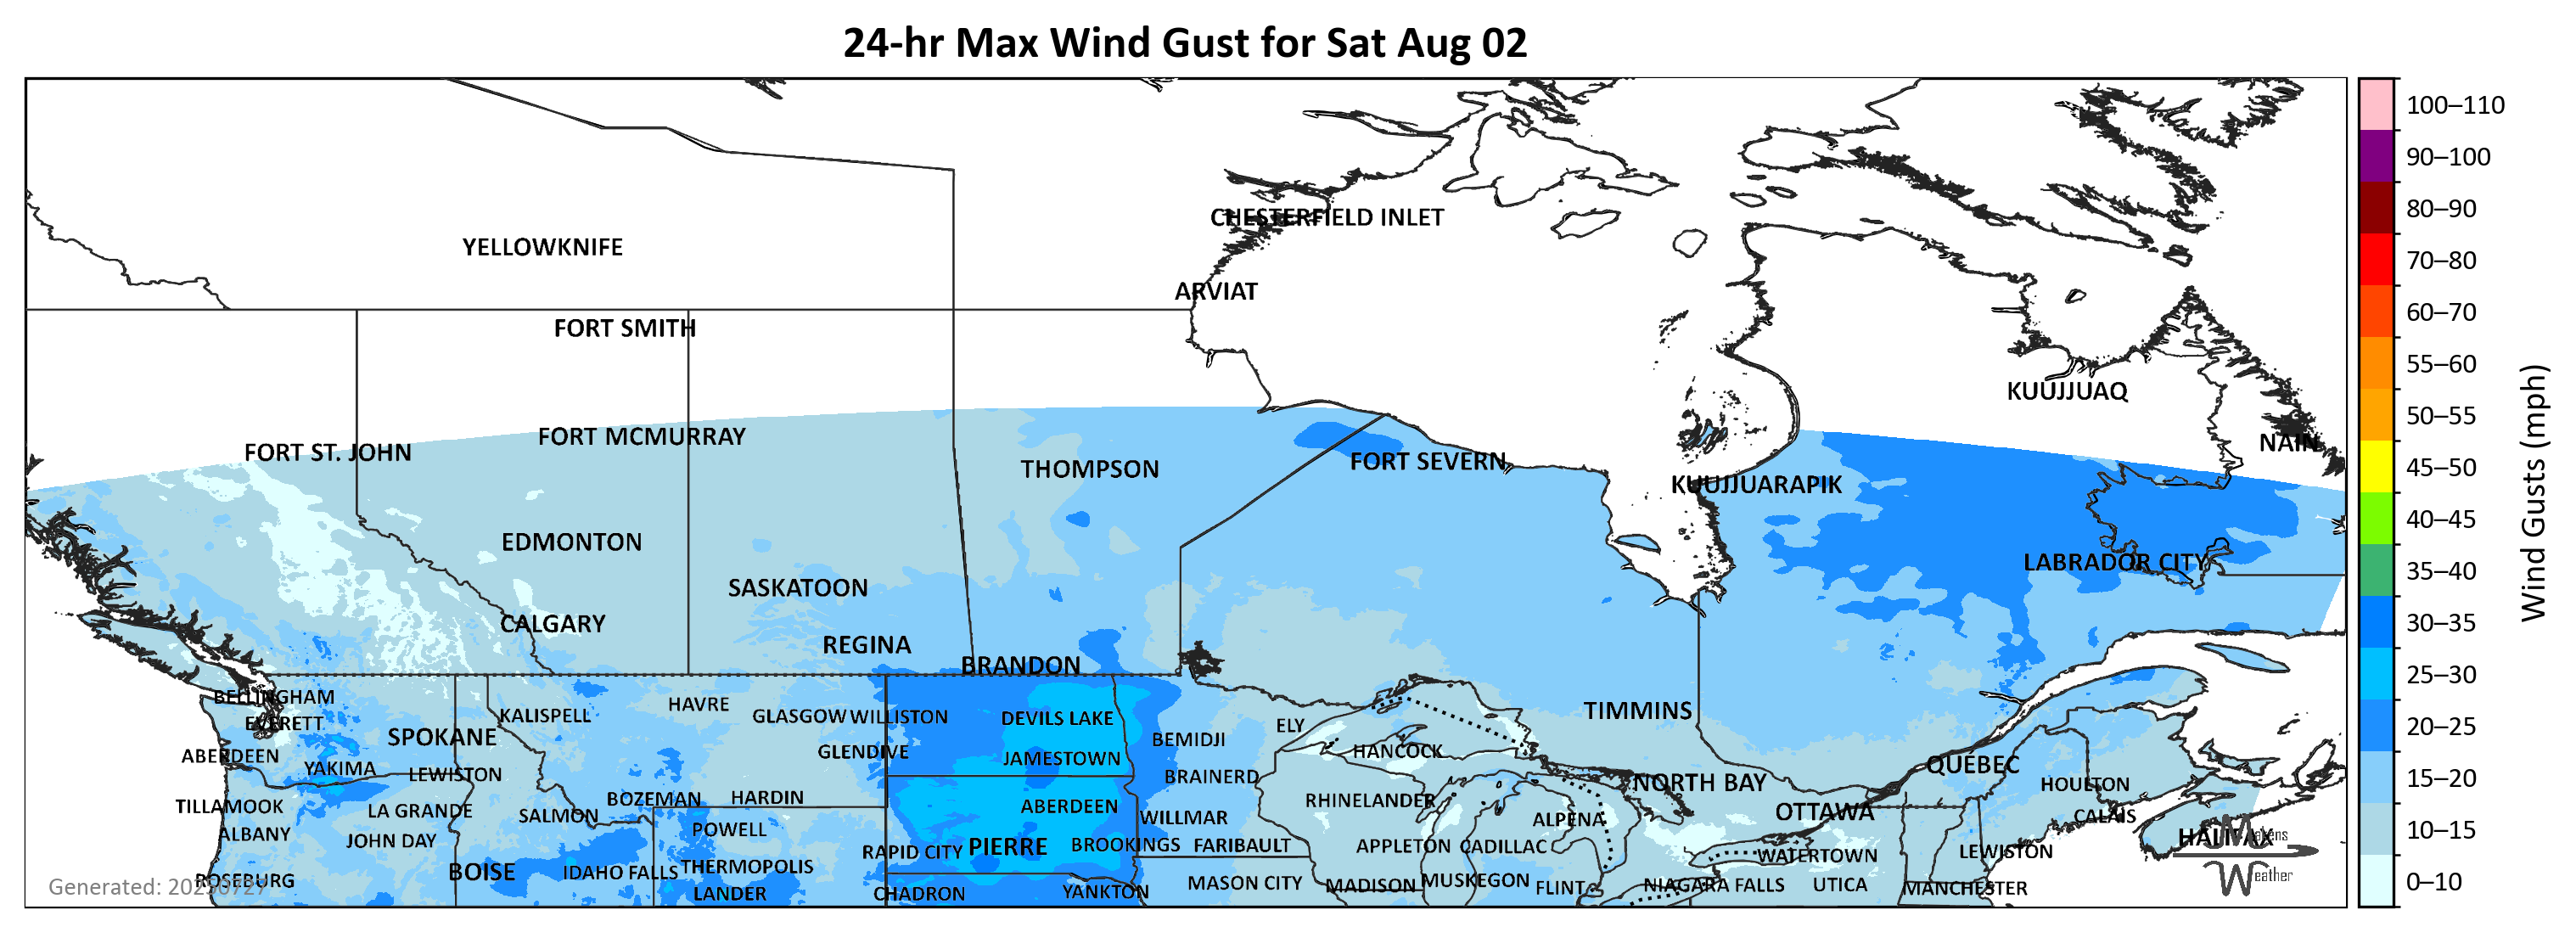 24-hr Max Wind Gust for Sat Aug 02
100–110
90–100
80–90
70–80
60–70
55–60
50–55
45–50
40–45
35–40
30–35
25–30
20–25
15–20
10–15
0–10
Wind Gusts (mph)
CHESTERFIELD INLET
YELLOWKNIFE
ARVIAT
FORT SMITH
KUUJJUAQ
FORT MCMURRAY
NAIN
FORT ST. JOHN
FORT SEVERN
THOMPSON
KUUJJUARAPIK
EDMONTON
LABRADOR CITY
SASKATOON
CALGARY
REGINA
BRANDON
BELLINGHAM
HAVRE
TIMMINS
KALISPELL
GLASGOW WILLISTON
DEVILS LAKE
EVERETT
ELY
SPOKANE
BEMIDJI
HANCOCK
GLENDIVE
ABERDEEN
JAMESTOWN
QUÉBEC
YAKIMA
LEWISTON
BRAINERD
NORTH BAY
HOULTON
BOZEMAN
HARDIN
RHINELANDER
TILLAMOOK
ABERDEEN
LA GRANDE
OTTAWA
SALMON
WILLMAR
CALAIS
ALPENA
POWELL
ALBANY
HALIFAX
Makens
Weather
JOHN DAY
PIERRE
BROOKINGS
FARIBAULT
APPLETON
CADILLAC
RAPID CITY
LEWISTON
WATERTOWN
THERMOPOLIS
BOISE
IDAHO FALLS
ROSEBURG
MUSKEGON
MASON CITY
MADISON
FLINT
NIAGARA FALLS
UTICA
MANCHESTER
LANDER
CHADRON
YANKTON
Generated: